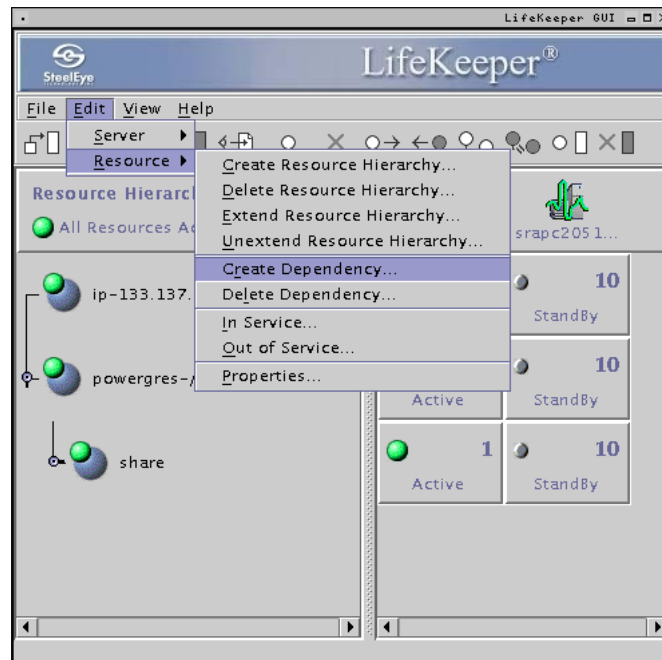 LifeKeeper GUI
SteelEye
LifeKeeper®
File Edit View Help
Server
Resource
Create Resource Hierarchy...
Delete Resource Hierarchy...
Extend Resource Hierarchy...
Unextend Resource Hierarchy...
Create Dependency...
Delete Dependency...
In Service...
Out of Service...
Properties...
Resource Hierarc
All Resources Ac
srapc2051...
ip-133.137.
10
StandBy
powergres-/
10
Active
StandBy
share
1
10
Active
StandBy